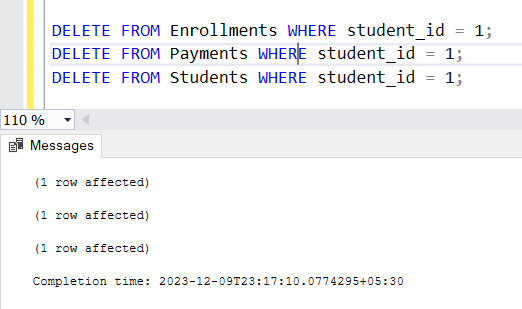 DELETE FROM Enrollments WHERE student_id = 1;
DELETE FROM Payments WHERE student_id = 1;
DELETE FROM Students WHERE student_id = 1;
110 %
Messages
(1 row affected)
(1 row affected)
(1 row affected)
Completion time: 2023-12-09T23:17:10.0774295+05:30